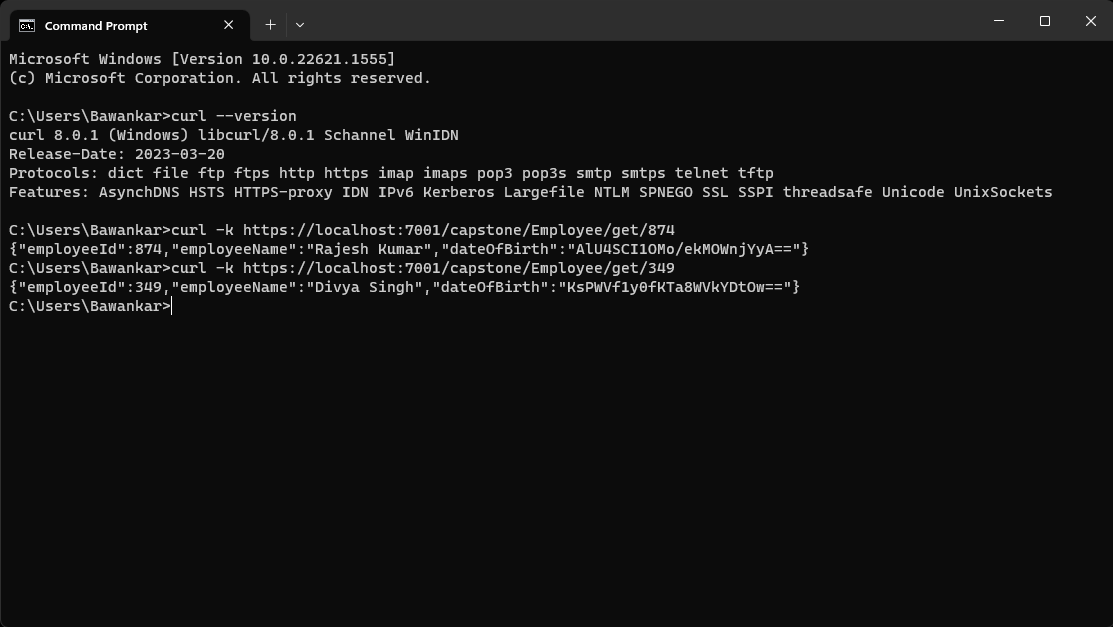 Command Prompt
Microsoft Windows [Version 10.0.22621.1555]
(c) Microsoft Corporation. All rights reserved.
C:\Users\Bawankar>curl --version
curl 8.0.1 (Windows) libcurl/8.0.1 Schannel WinIDN
Release-Date: 2023-03-20
Protocols: dict file ftp ftps http https imap imaps pop3 pop3s smtp smtps telnet tftp
Features: AsynchDNS HSTS HTTPS-proxy IDN IPv6 Kerberos Largefile NTLM SPNEGO SSL SSPI threadsafe Unicode UnixSockets
C:\Users\Bawankar>curl -k https://localhost:7001/capstone/Employee/get/874
{"employeeId":874,"employeeName":"Rajesh Kumar","dateOfBirth":"AlU4SCI1OMo/ekMOWnjYyA=="}
C:\Users\Bawankar>curl -k https://localhost:7001/capstone/Employee/get/349
{"employeeId":349,"employeeName":"Divya Singh","dateOfBirth":"KsPWVf1y0fKTa8WVkYDtOw=="}
C:\Users\Bawankar>